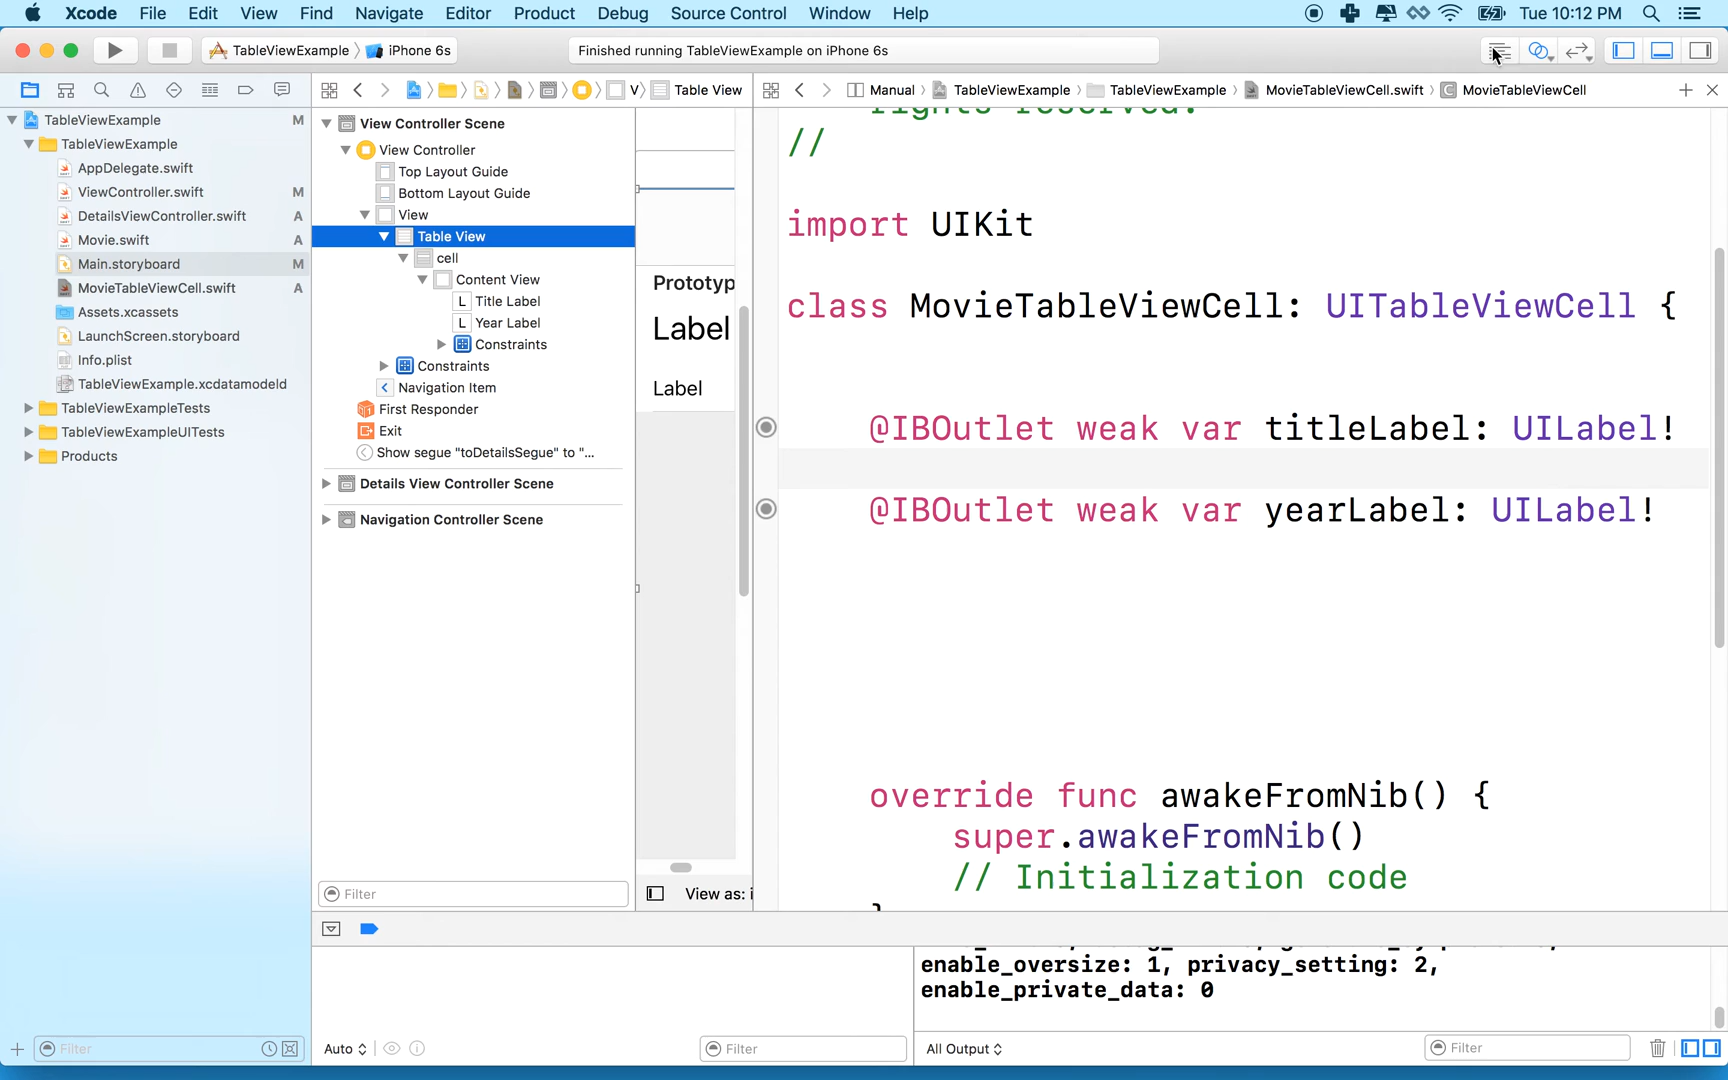 Xcode File Edit View Find Navigate Editor Product Debug Source Control Window Help Tue 10:12 PM
TableViewExample iPhone 6s Finished running TableViewExample on iPhone 6s
Table View Manual TableViewExample TableViewExample MovieTableViewCell.swift MovieTableViewCell
TableViewExample M
TableViewExample
AppDelegate.swift
ViewController.swift M
DetailsViewController.swift A
Movie.swift A
Main.storyboard M
MovieTableViewCell.swift A
Assets.xcassets
LaunchScreen.storyboard
Info.plist
TableViewExample.xcdatamodeld
TableViewExampleTests
TableViewExampleUITests
Products
Filter
View Controller Scene
View Controller
Top Layout Guide
Bottom Layout Guide
View
Table View
cell
Content View
L Title Label
L Year Label
Constraints
Constraints
Navigation Item
First Responder
Exit
Show segue "toDetailsSegue" to "...
Details View Controller Scene
Navigation Controller Scene
Filter
Prototyp
Label
Label
View as: i
rights reserved.
//
import UIKit
class MovieTableViewCell: UITableViewCell {
@IBOutlet weak var titleLabel: UILabel!
@IBOutlet weak var yearLabel: UILabel!
override func awakeFromNib() {
super.awakeFromNib()
// Initialization code
}
enable_oversize: 1, privacy_setting: 2,
enable_private_data: 0
Auto Filter All Output Filter